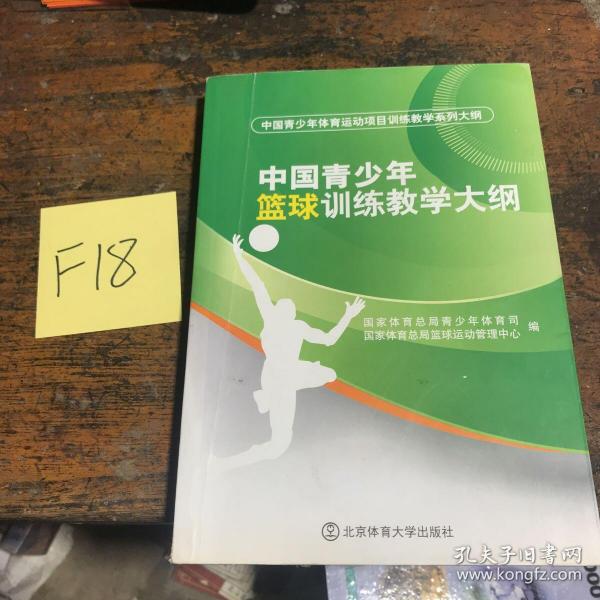 中国青少年体育运动项目训练教学系列大纲
中国青少年
篮球训练教学大纲
F18
国家体育总局青少年体育司
国家体育总局篮球运动管理中心
编
北京体育大学出版社
孔夫子旧书网
www.kongfz.com
000